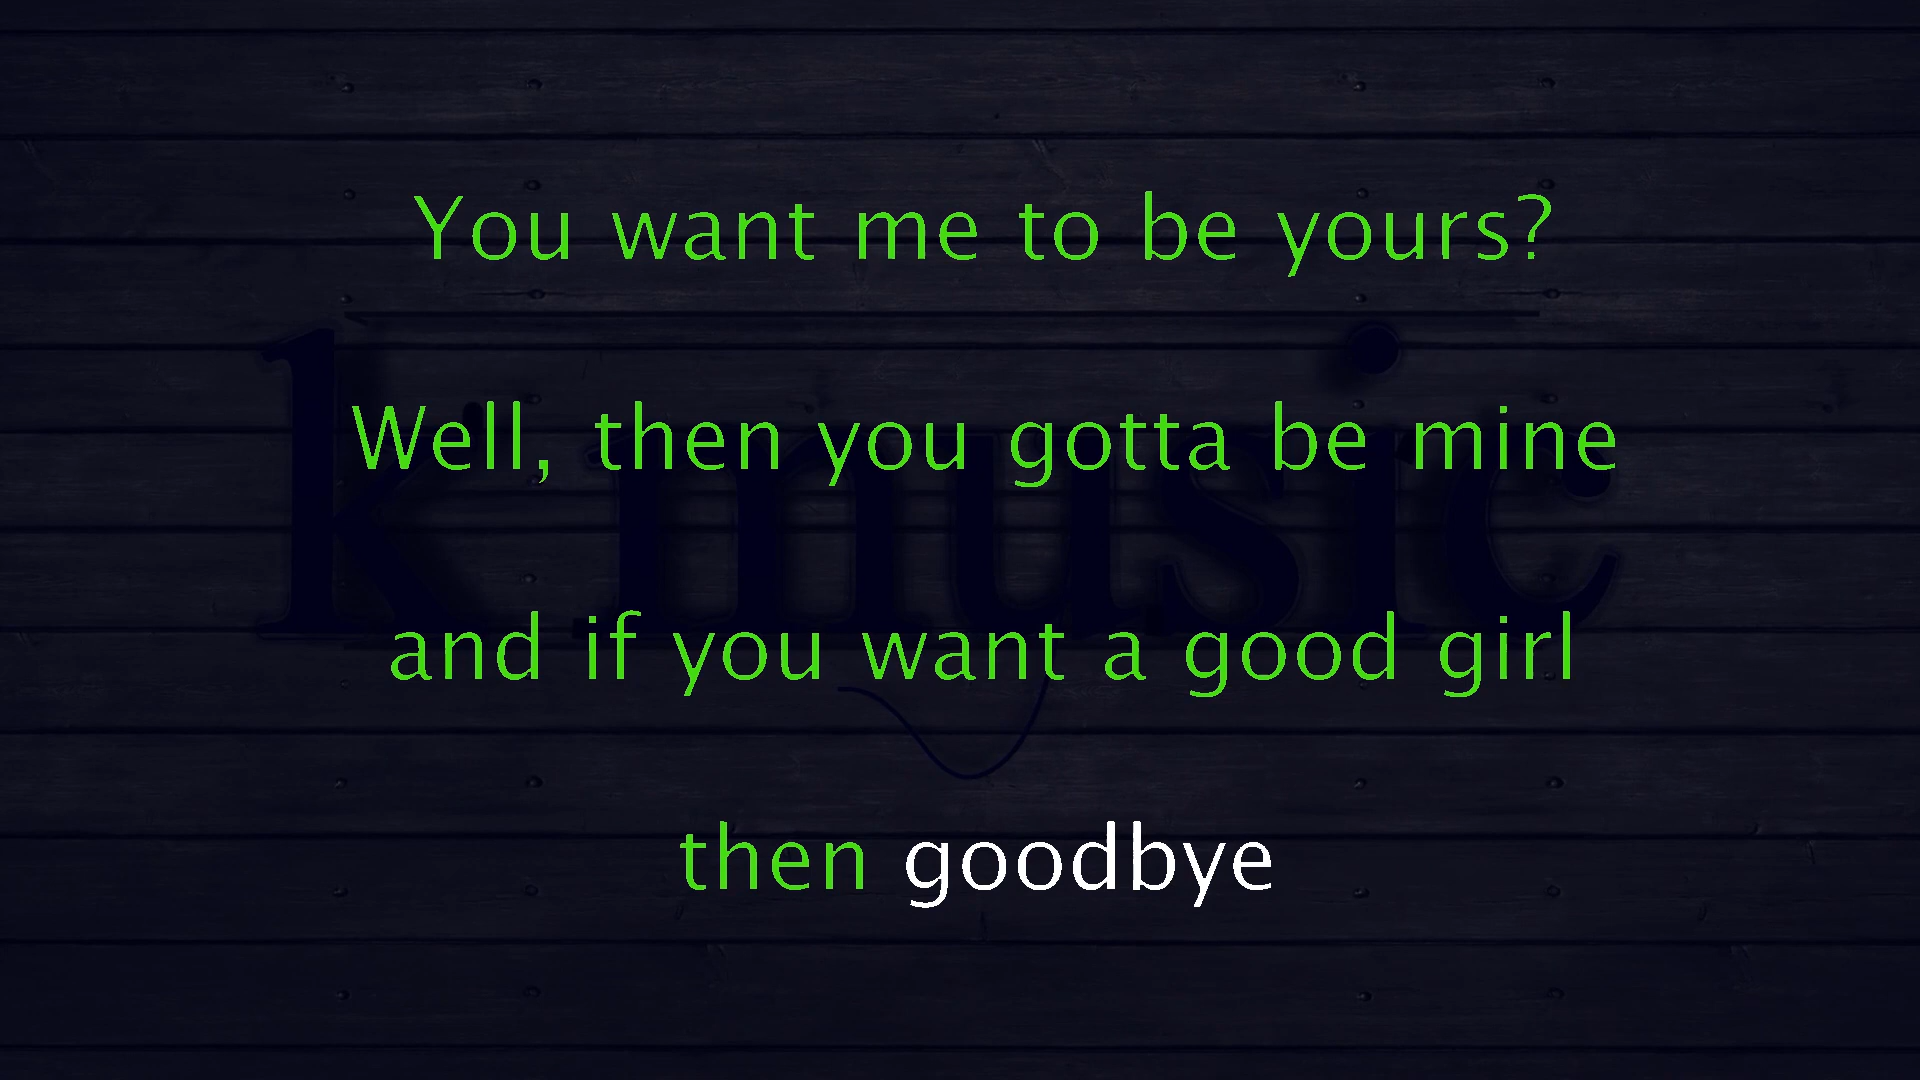 You want me to be yours?
k music
Well, then you gotta be mine
and if you want a good girl
then goodbye